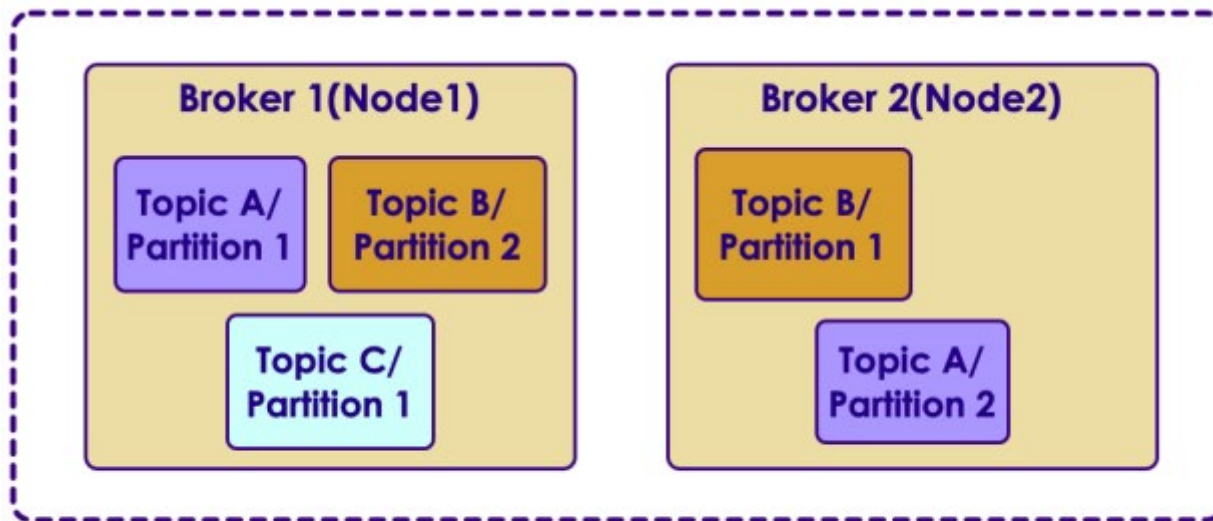 Broker 1(Node1)
Topic A/
Partition 1
Topic B/
Partition 2
Topic C/
Partition 1
Broker 2(Node2)
Topic B/
Partition 1
Topic A/
Partition 2